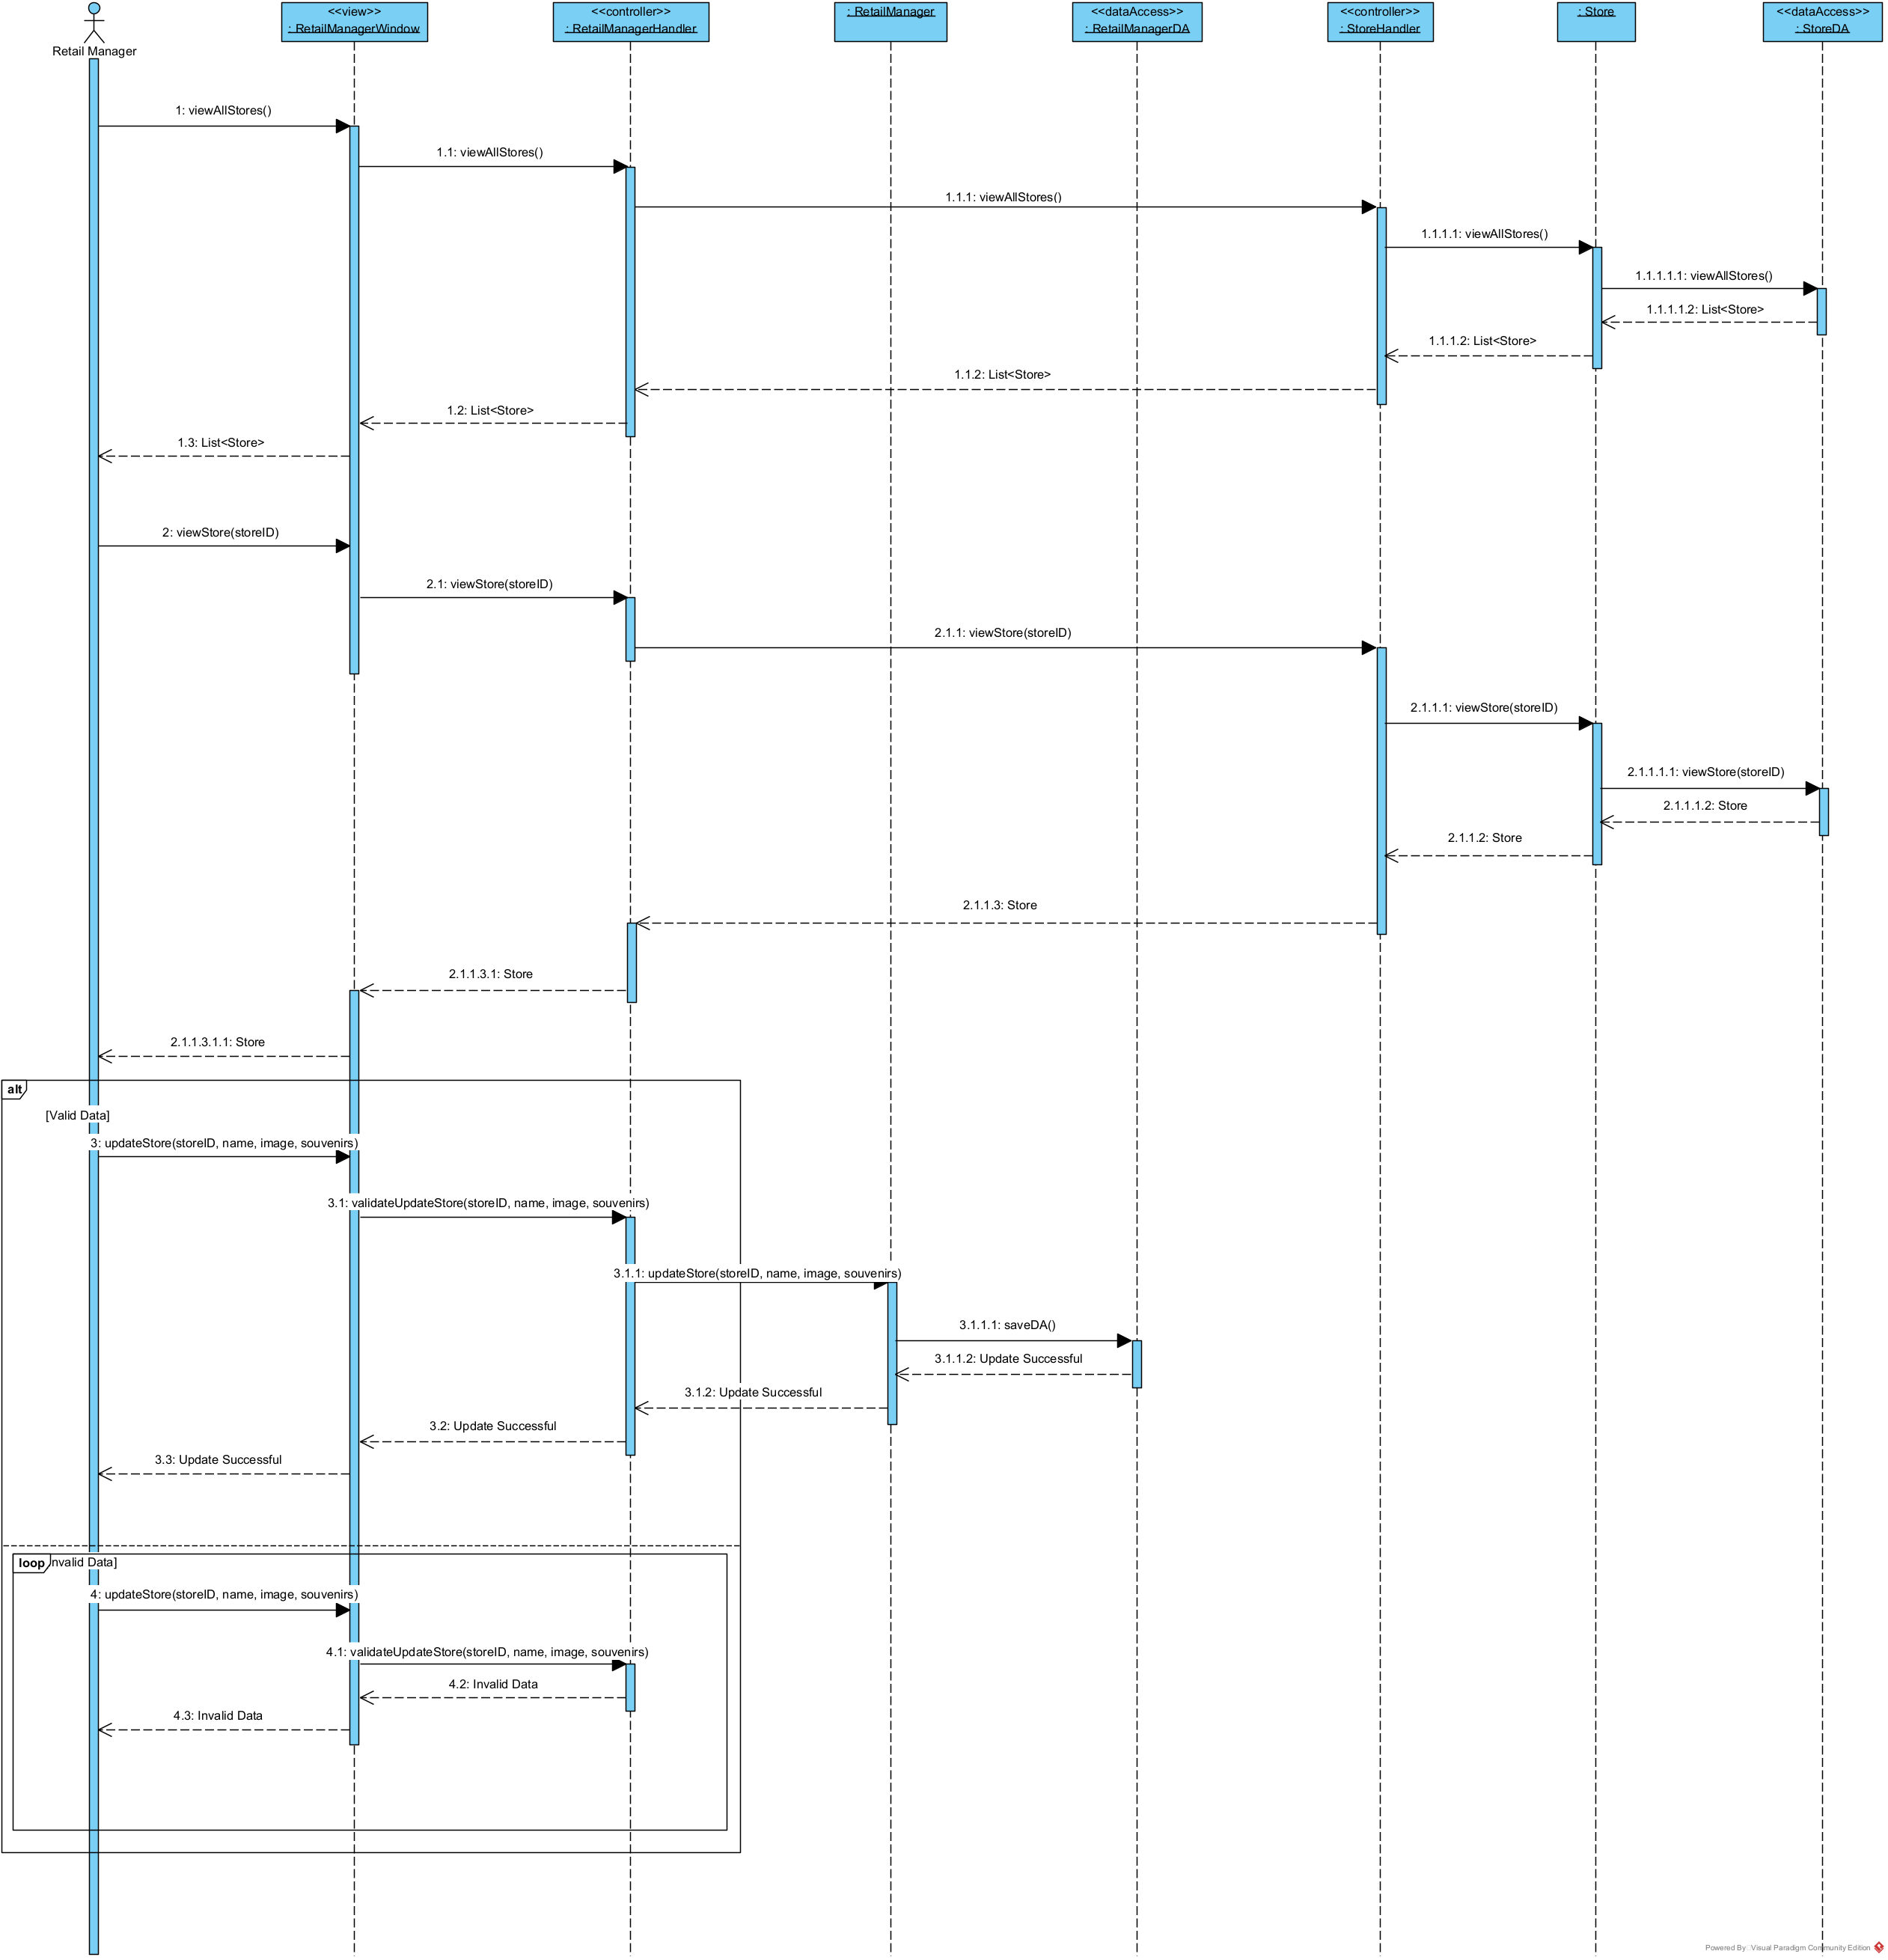 Retail Manager
<<view>>
: RetailManagerWindow
<<controller>>
: RetailManagerHandler
: RetailManager
<<dataAccess>>
: RetailManagerDA
<<controller>>
: StoreHandler
: Store
<<dataAccess>>
: StoreDA
1: viewAllStores()
1.1: viewAllStores()
1.1.1: viewAllStores()
1.1.1.1: viewAllStores()
1.1.1.1.1: viewAllStores()
1.1.1.1.2: List<Store>
1.1.1.2: List<Store>
1.1.2: List<Store>
1.2: List<Store>
1.3: List<Store>
2: viewStore(storeID)
2.1: viewStore(storeID)
2.1.1: viewStore(storeID)
2.1.1.1: viewStore(storeID)
2.1.1.1.1: viewStore(storeID)
2.1.1.1.2: Store
2.1.1.2: Store
2.1.1.3: Store
2.1.1.3.1: Store
2.1.1.3.1.1: Store
alt
[Valid Data]
3: updateStore(storeID, name, image, souvenirs)
3.1: validateUpdateStore(storeID, name, image, souvenirs)
3.1.1: updateStore(storeID, name, image, souvenirs)
3.1.1.1: saveDA()
3.1.1.2: Update Successful
3.1.2: Update Successful
3.2: Update Successful
3.3: Update Successful
loop
nvalid Data]
4: updateStore(storeID, name, image, souvenirs)
4.1: validateUpdateStore(storeID, name, image, souvenirs)
4.2: Invalid Data
4.3: Invalid Data
Powered By: Visual Paradigm Community Edition